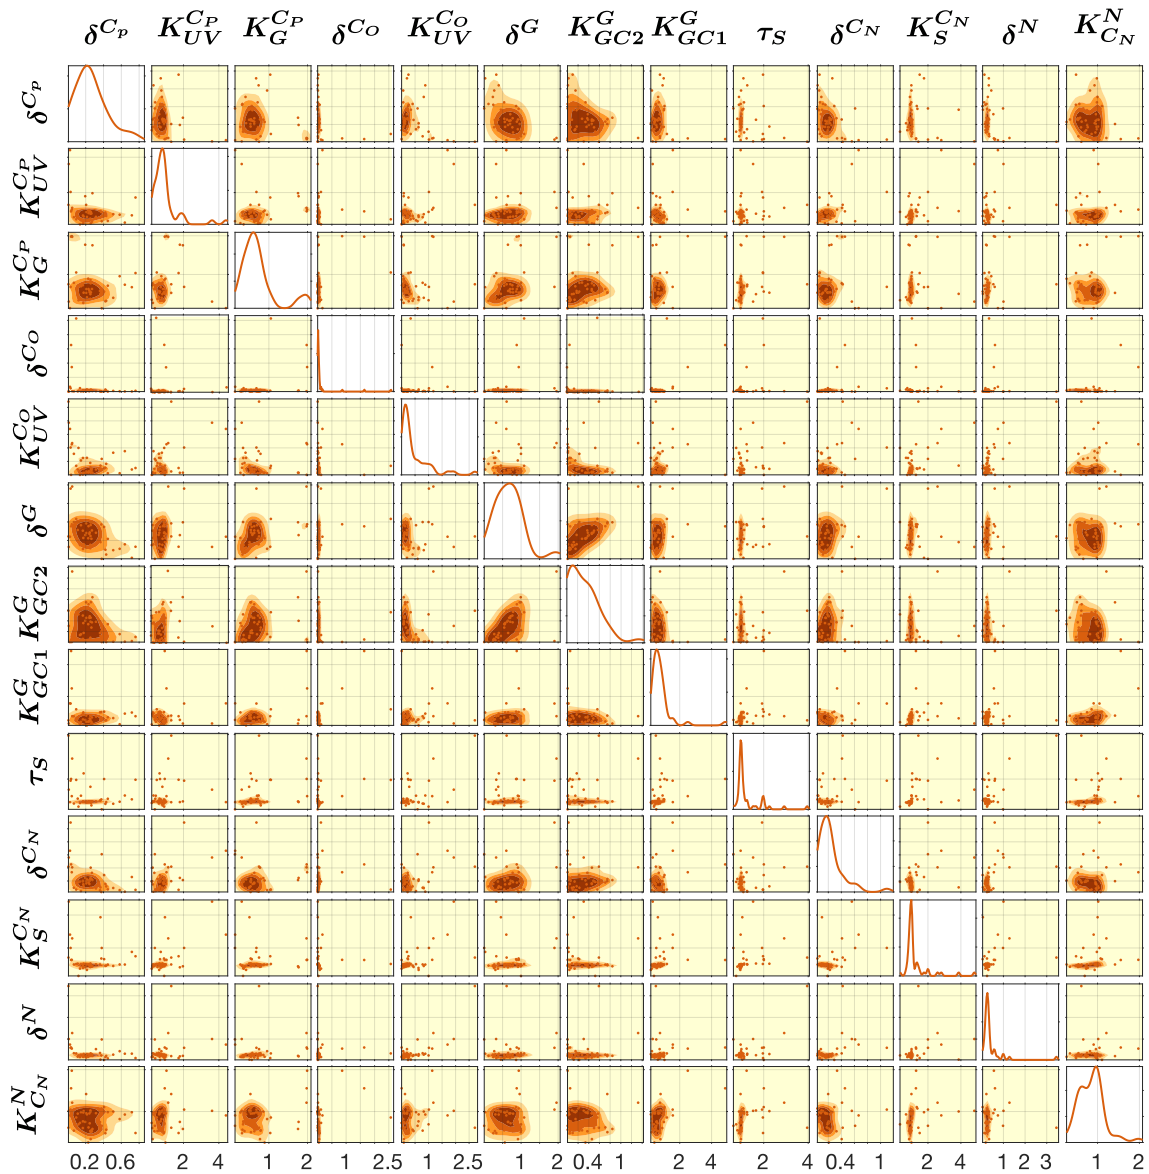 δ^{C_p} K_{UV}^{C_P} K_G^{C_P} δ^{C_O} K_{UV}^{C_O} δ^G K_{GC2}^G K_{GC1}^G τ_S δ^{C_N} K_S^{C_N} δ^N K_{C_N}^N
δ^{C_p}
K_{UV}^{C_P}
K_G^{C_P}
δ^{C_O}
K_{UV}^{C_O}
δ^G
K_{GC2}^G
K_{GC1}^G
τ_S
δ^{C_N}
K_S^{C_N}
δ^N
K_{C_N}^N
0.2 0.6 2 4 1 2 1 2.5 1 2.5 1 2 0.4 1 2 4 2 4 0.4 1 2 4 1 2 3 1 2